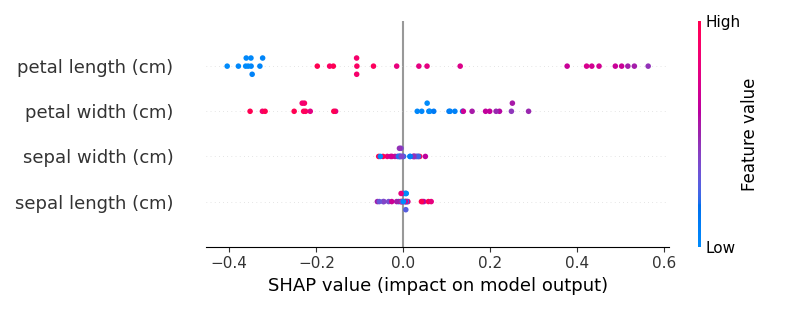 High
petal length (cm)
petal width (cm)
sepal width (cm)
sepal length (cm)
Feature value
Low
−0.4 −0.2 0.0 0.2 0.4 0.6
SHAP value (impact on model output)